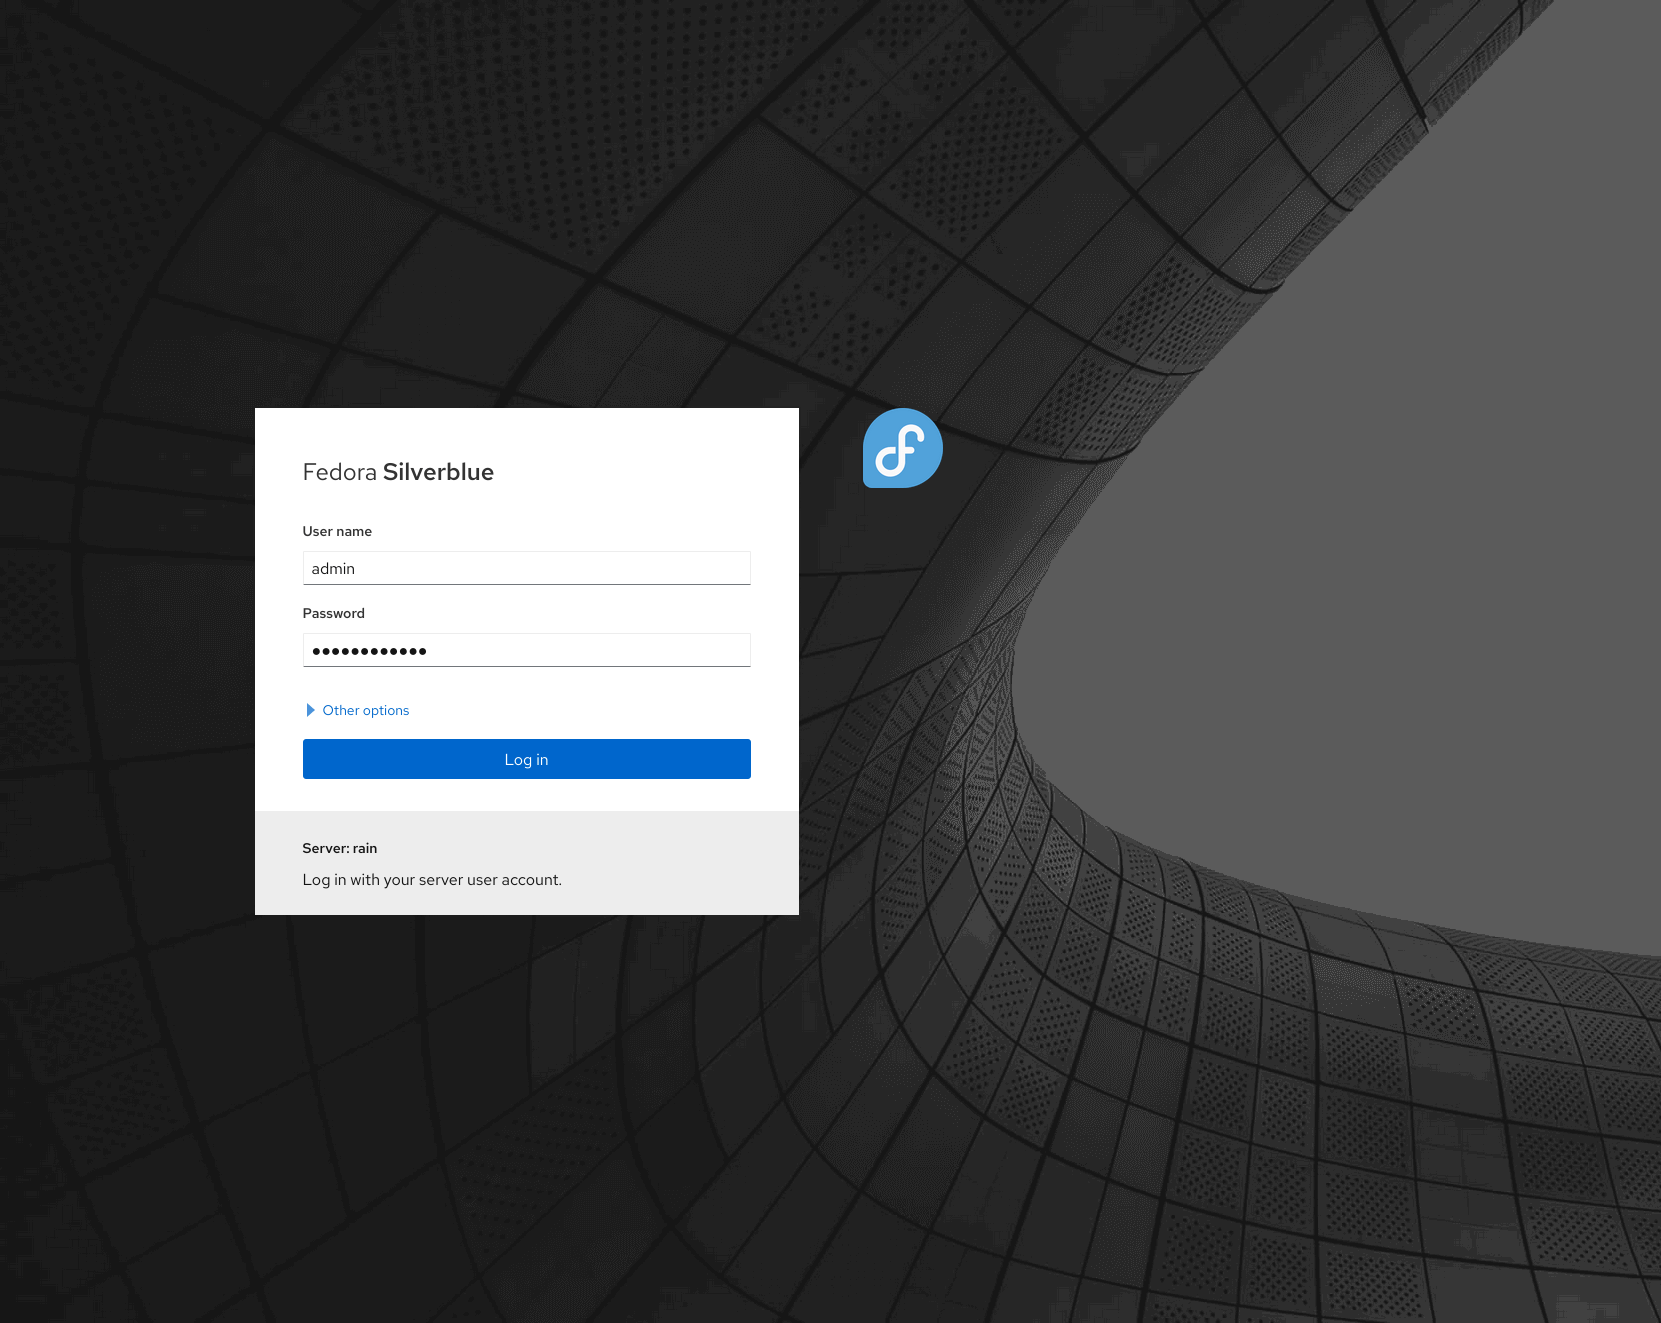 Fedora Silverblue
User name
admin
Password
••••••••••••
Other options
Log in
Server: rain
Log in with your server user account.